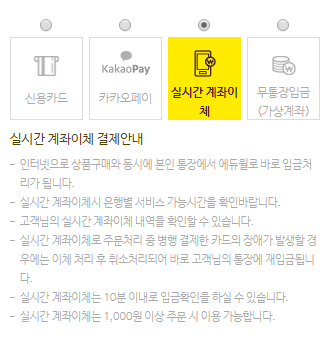 신용카드
KakaoPay
카카오페이
실시간 계좌이
체
무통장입금
(가상계좌)
실시간 계좌이체 결제안내
- 인터넷으로 상품구매와 동시에 본인 통장에서 에듀윌로 바로 입금처
리가 됩니다.
- 실시간 계좌이체시 은행별 서비스 가능시간을 확인바랍니다.
- 고객님의 실시간 계좌이체 내역을 확인할 수 있습니다.
- 실시간 계좌이체로 주문처리 중 병행 결제한 카드의 장애가 발생할 경
우에는 이체 처리 후 취소처리되어 바로 고객님의 통장에 재입금됩니
다.
- 실시간 계좌이체는 10분 이내로 입금확인을 하실 수 있습니다.
- 실시간 계좌이체는 1,000원 이상 주문 시 이용 가능합니다.